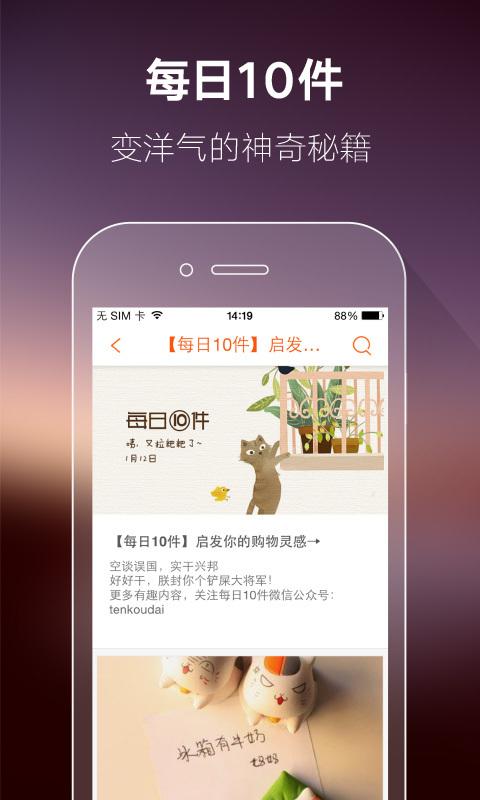 每日10件
变洋气的神奇秘籍
无 SIM 卡 14:19 88%
【每日10件】启发...
每日10件
嘻,又拉粑粑了~
1月12日
【每日10件】启发你的购物灵感→
空谈误国，实干兴邦
好好干，朕封你个铲屎大将军！
更多有趣内容，关注每日10件微信公众号：
tenkoudai
冰箱有牛奶